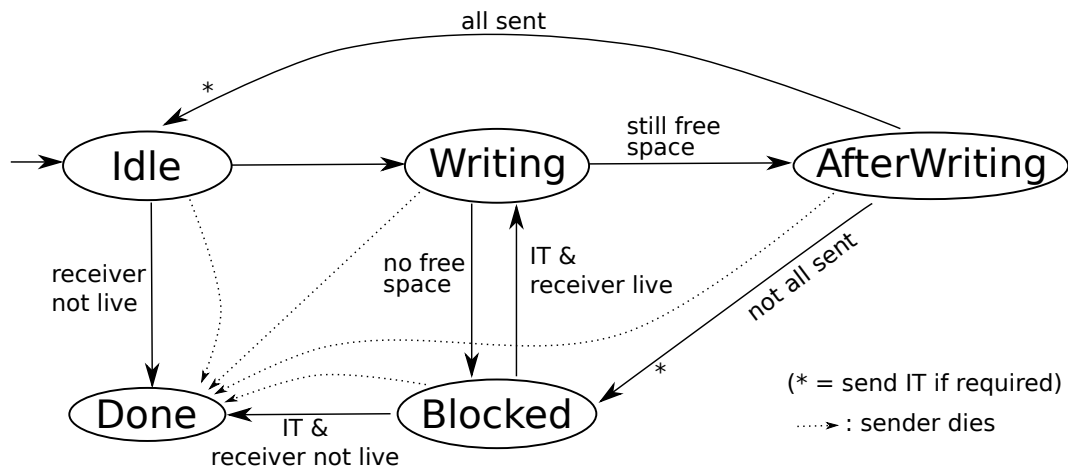 all sent
*
Idle
Writing
still free
space
AfterWriting
receiver
not live
no free
space
IT &
receiver live
not all sent
*
Done
Blocked
IT &
receiver not live
(* = send IT if required)
: sender dies